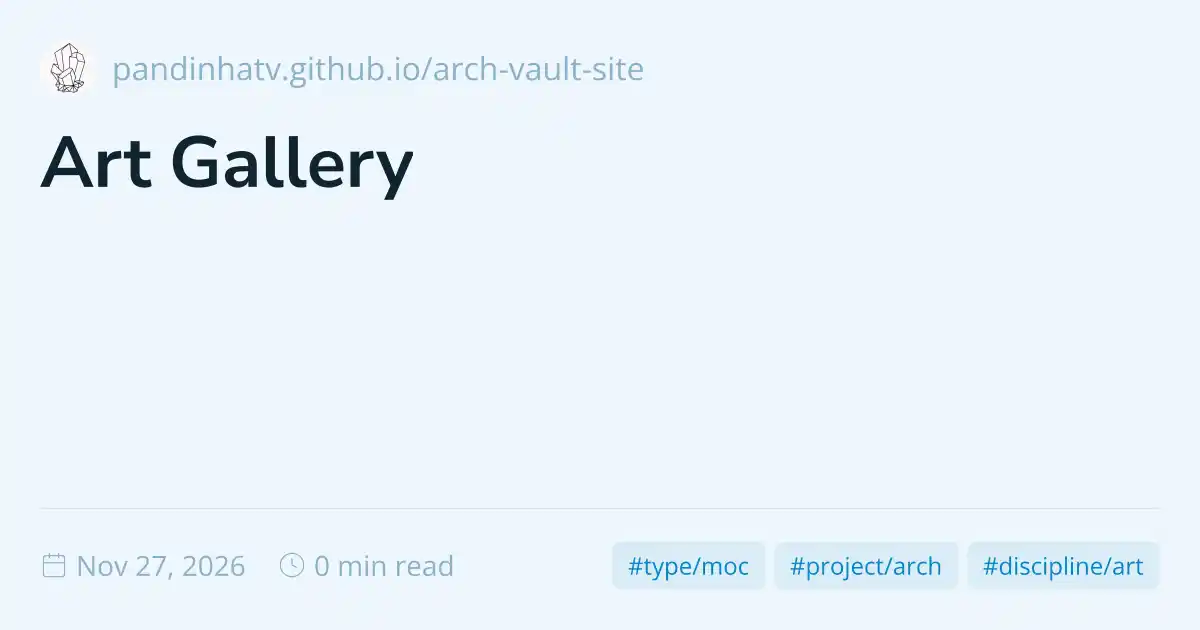 pandinhatv.github.io/arch-vault-site
Art Gallery
Nov 27, 2026 0 min read #type/moc #project/arch #discipline/art